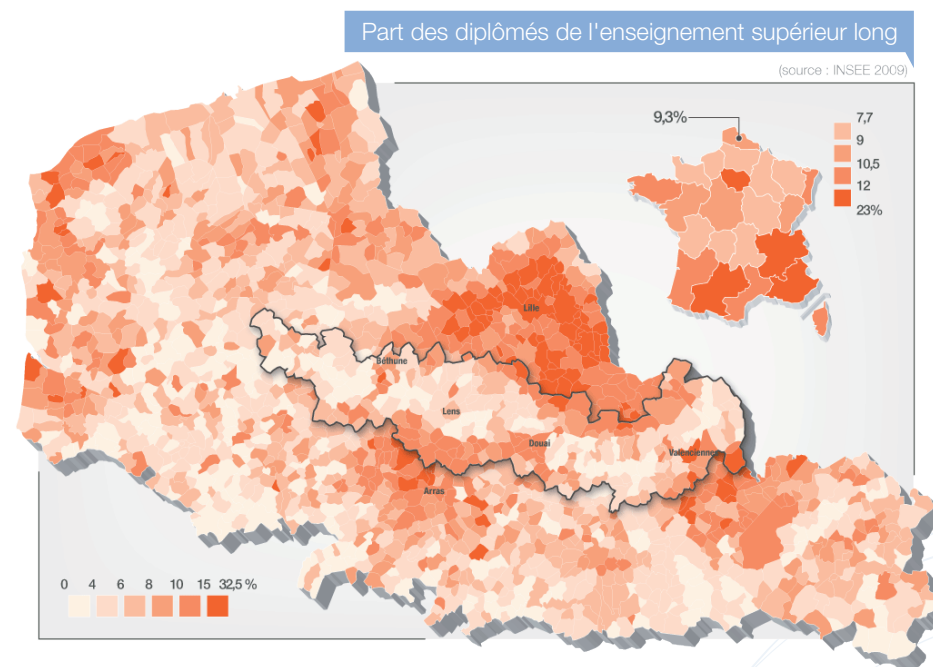 Part des diplômés de l'enseignement supérieur long
(source : INSEE 2009)
9,3%
7,7
9
10,5
12
23%
Lille
Béthune
Lens
Douai
Valenciennes
Arras
0 4 6 8 10 15 32,5 %